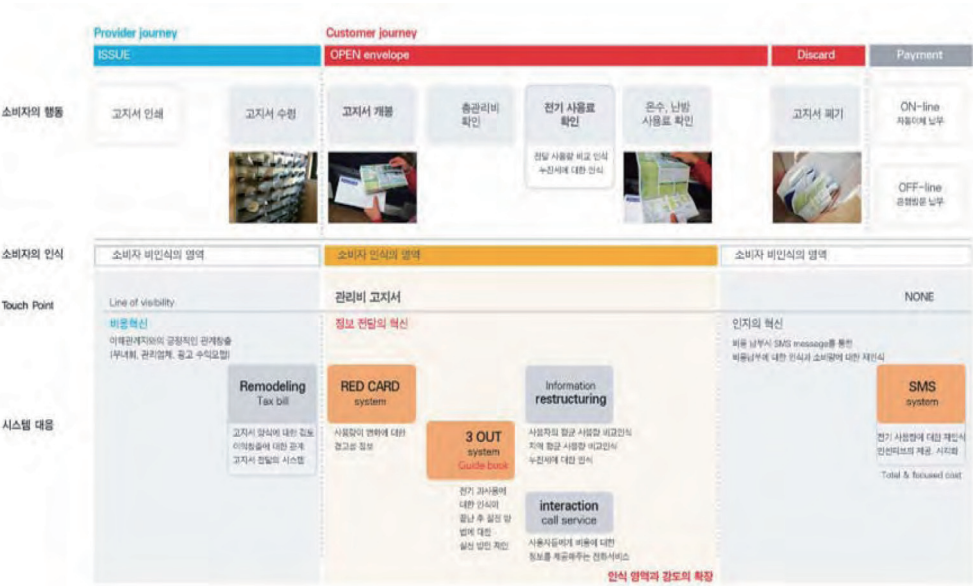 Provider journey
Customer journey
ISSUE
OPEN envelope
Discard
Payment
소비자의 행동
고지서 인쇄
고지서 수령
고지서 개봉
총관리비
확인
전기 사용료
확인
온수, 난방
사용료 확인
고지서 폐기
ON-line
자동이체 납부
전달 사용량 비교 인식
누진세에 대한 인식
OFF-line
은행방문 납부
소비자의 인식
소비자 비인식의 영역
소비자 인식의 영역
소비자 비인식의 영역
Touch Point
Line of visibility
관리비 고지서
NONE
비용혁신
이해관계자와의 긍정적인 관계창출
(부녀회, 관리업체, 광고 수익모델)
정보 전달의 혁신
인지의 혁신
비용 납부시 SMS message를 통한
비용납부에 대한 인식과 소비량에 대한 재인식
시스템 대응
Remodeling
Tax bill
고지서 양식에 대한 검토
이익창출에 대한 관계
고지서 전달의 시스템
RED CARD
system
사용량이 변화에 대한
경고성 정보
3 OUT
system
Guide book
전기 과사용에
대한 인식이
끝난 후 실천 방
법에 대한
실천 방안 제안
Information
restructuring
사용자의 평균 사용량 비교인식
지역 평균 사용량 비교인식
누진세에 대한 인식
interaction
call service
사용자들에게 비용에 대한
정보를 제공해주는 전화서비스
SMS
system
전기 사용량에 대한 재인식
인센티브의 제공, 시각화
Total & focused cost
인식 영역과 강도의 확장